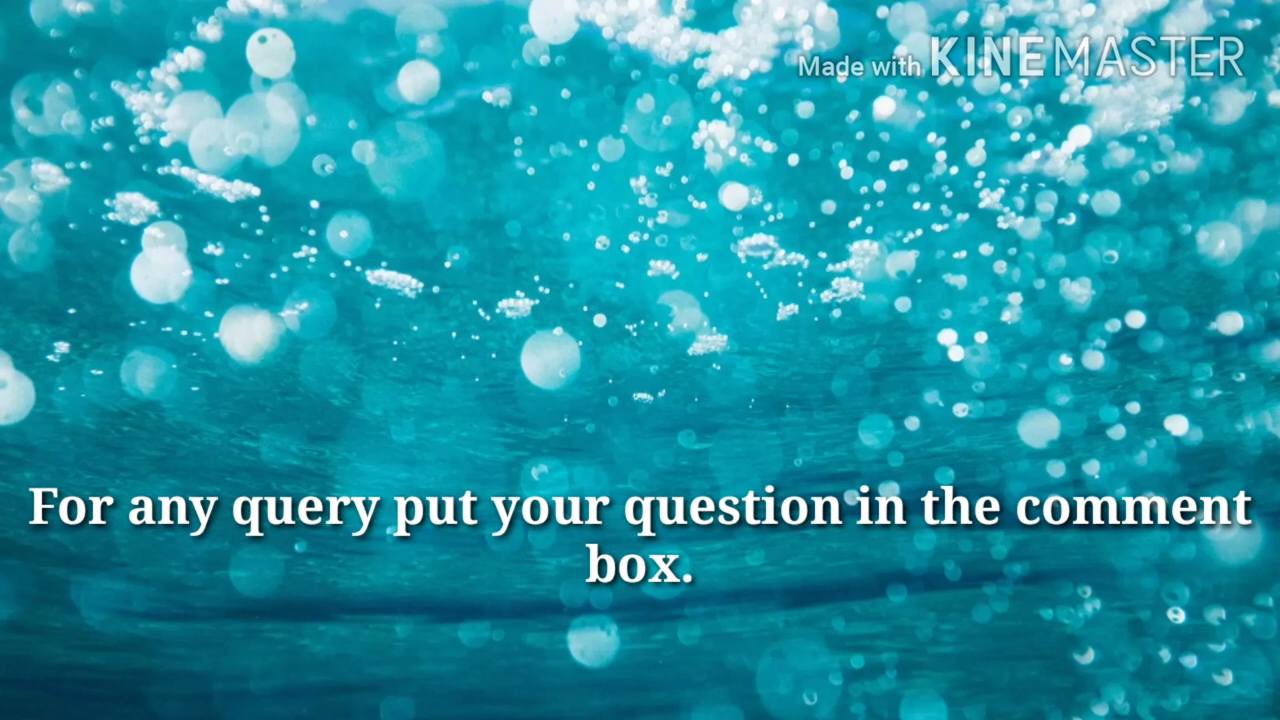 Made with KINEMASTER
For any query put your question in the comment
box.